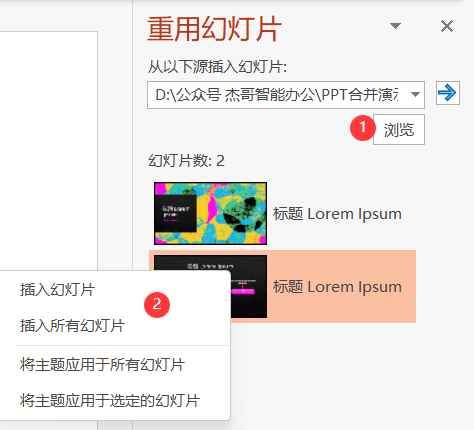 重用幻灯片
从以下源插入幻灯片:
D:\公众号 杰哥智能办公\PPT合并演示
1
浏览
幻灯片数: 2
标题 Lorem Ipsum
标题 Lorem Ipsum
插入幻灯片
2
插入所有幻灯片
将主题应用于所有幻灯片
将主题应用于选定的幻灯片